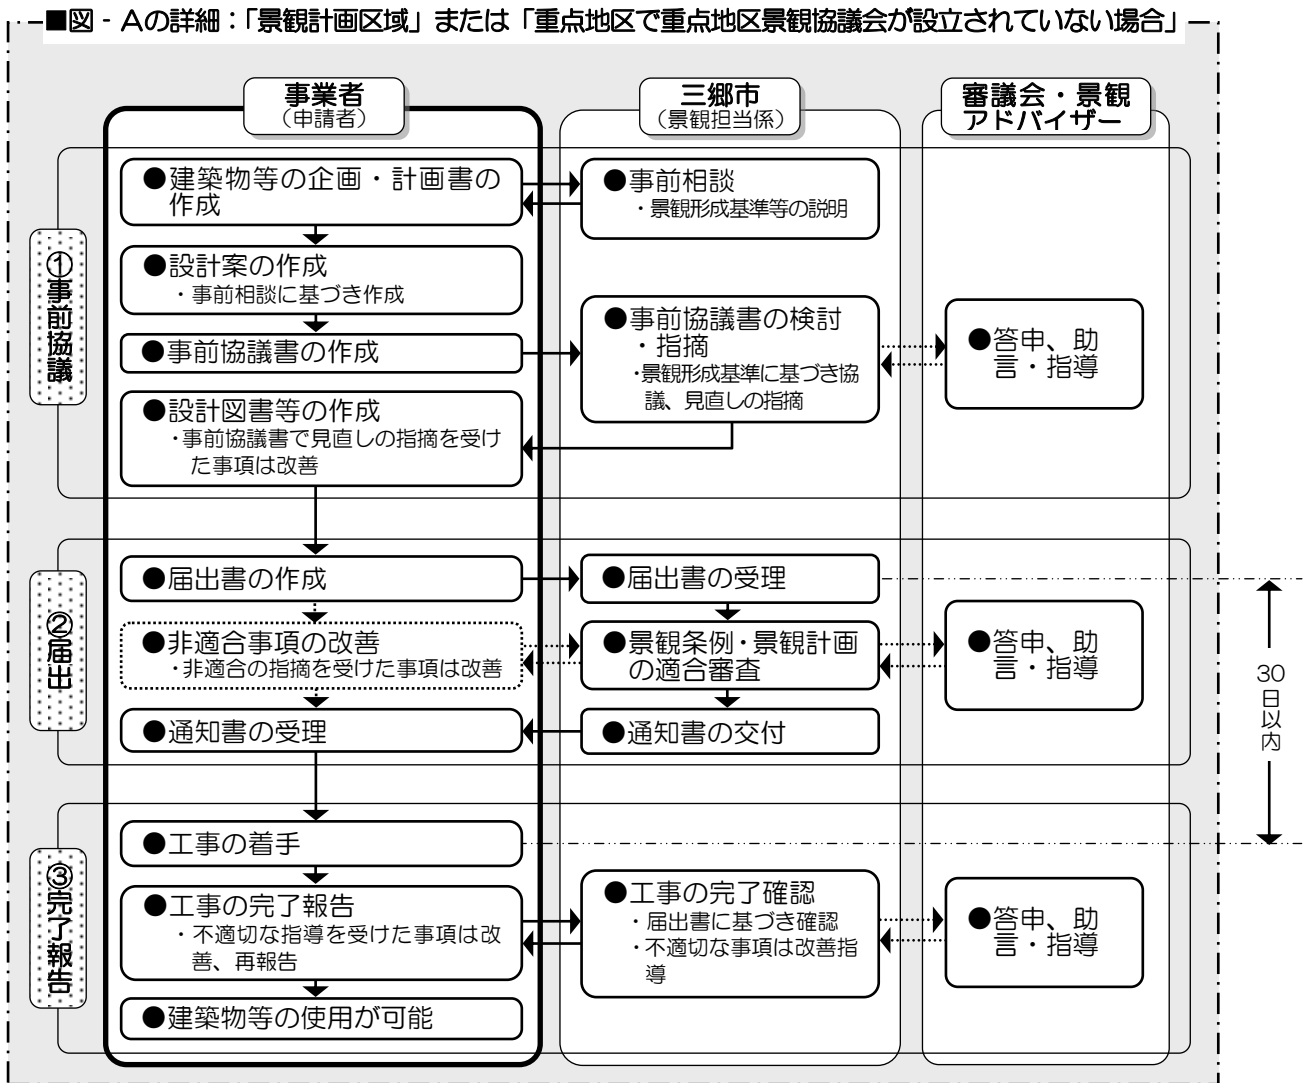 ■図 - Aの詳細:「景観計画区域」または「重点地区で重点地区景観協議会が設立されていない場合」
事業者
(申請者)
三郷市
(景観担当係)
審議会・景観
アドバイザー
①事前協議
●建築物等の企画・計画書の
作成
●事前相談
・景観形成基準等の説明
●設計案の作成
・事前相談に基づき作成
●事前協議書の作成
●事前協議書の検討
・指摘
・景観形成基準に基づき協
議、見直しの指摘
●答申、助
言・指導
●設計図書等の作成
・事前協議書で見直しの指摘を受け
た事項は改善
②届出
●届出書の作成
●届出書の受理
●非適合事項の改善
・非適合の指摘を受けた事項は改善
●景観条例・景観計画
の適合審査
●答申、助
言・指導
●通知書の受理
●通知書の交付
30
日以内
③完了報告
●工事の着手
●工事の完了報告
・不適切な指導を受けた事項は改
善、再報告
●工事の完了確認
・届出書に基づき確認
・不適切な事項は改善指
導
●答申、助
言・指導
●建築物等の使用が可能